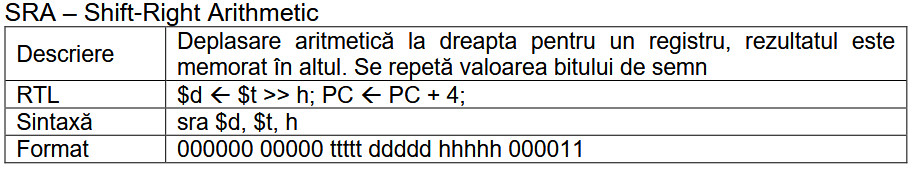 SRA – Shift-Right Arithmetic
Descriere Deplasare aritmetică la dreapta pentru un registru, rezultatul este
memorat în altul. Se repetă valoarea bitului de semn
RTL $d ← $t >> h; PC ← PC + 4;
Sintaxă sra $d, $t, h
Format 000000 00000 ttttt ddddd hhhhh 000011